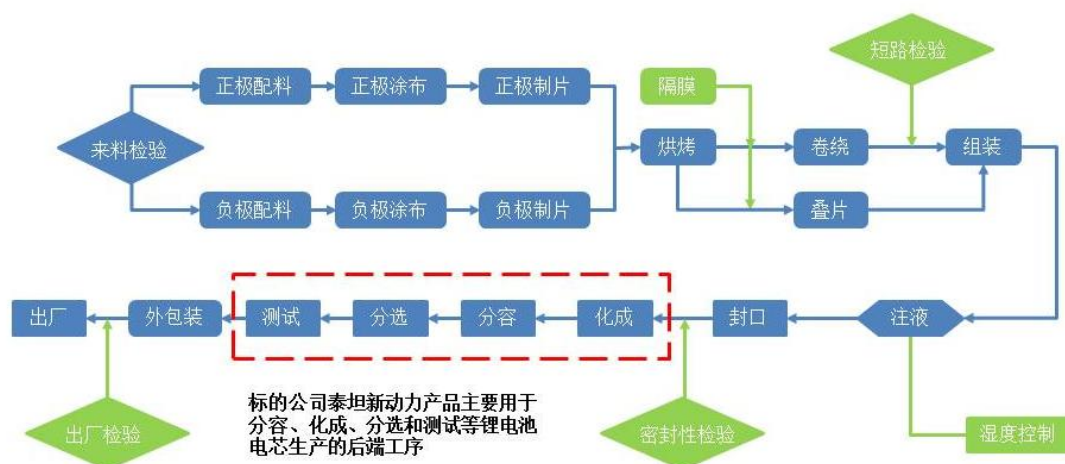 短路检验
正极配料
正极涂布
正极制片
隔膜
来料检验
烘烤
卷绕
组装
负极配料
负极涂布
负极制片
叠片
出厂
外包装
测试
分选
分容
化成
封口
注液
标的公司泰坦新动力产品主要用于
分容、化成、分选和测试等锂电池
电芯生产的后端工序
出厂检验
密封性检验
湿度控制